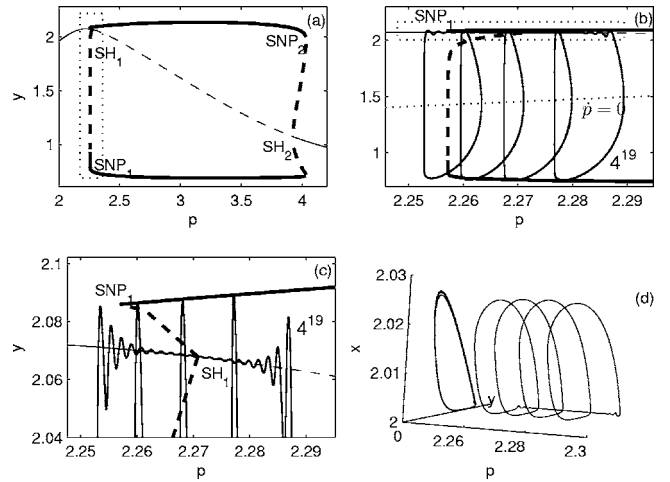 (a)
SNP2
SH1
SH2
SNP1
2
1.5
1
y
2 2.5 3 3.5 4
p
(b)
SNP1
ṗ = 0
4^19
2
1.5
1
y
2.25 2.26 2.27 2.28 2.29
p
(c)
SNP1
4^19
SH1
2.1
2.08
2.06
2.04
y
2.25 2.26 2.27 2.28 2.29
p
(d)
2.03
2.02
2.01
2
x
y
0
2.26 2.28 2.3
p